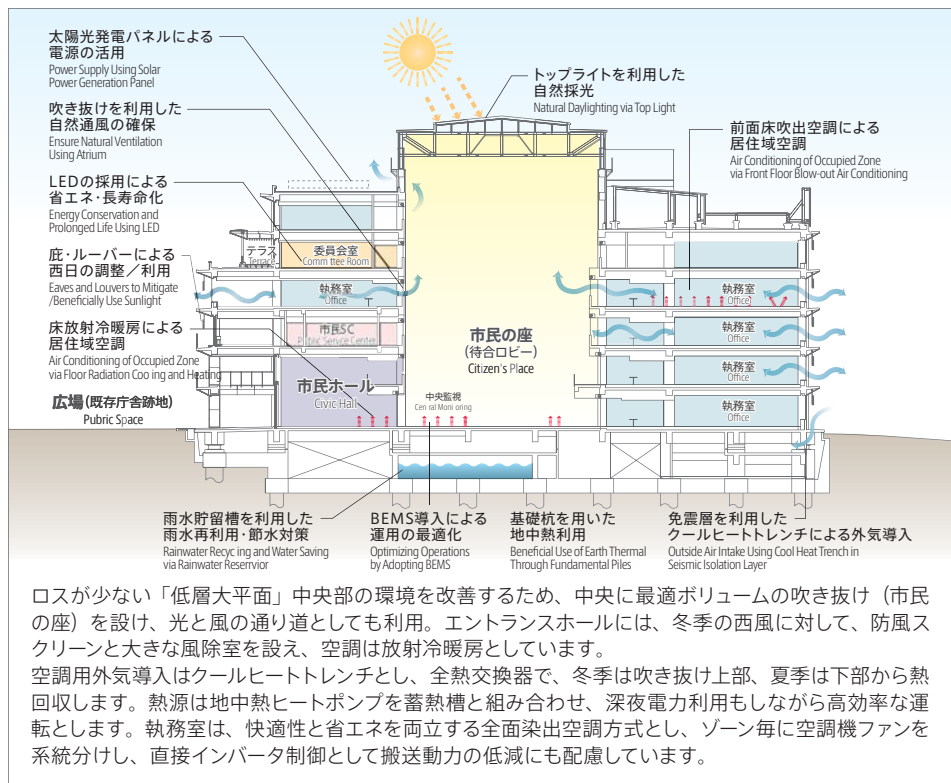 太陽光発電パネルによる
電源の活用
Power Supply Using Solar
Power Generation Panel
吹き抜けを利用した
自然通風の確保
Ensure Natural Ventilation
Using Atrium
LEDの採用による
省エネ・長寿命化
Energy Conservation and
Prolonged Life Using LED
庇・ルーバーによる
西日の調整／利用
Eaves and Louvers to Mitigate
/Beneficially Use Sunlight
床放射冷暖房による
居住域空調
Air Conditioning of Occupied Zone
via Floor Radiation Coo ing and Heating
広場(既存庁舎跡地)
Pubric Space
トップライトを利用した
自然採光
Natural Daylighting via Top Light
前面床吹出空調による
居住域空調
Air Conditioning of Occupied Zone
via Front Floor Blow-out Air Conditioning
テラス
Terrace
委員会室
Comm ttee Room
執務室
Office
市民SC
Public Service Center
市民ホール
Civic Hall
市民の座
(待合ロビー)
Citizen's Place
中央監視
Cen ral Moni oring
執務室
Office
執務室
Office
執務室
Office
執務室
Office
雨水貯留槽を利用した
雨水再利用・節水対策
Rainwater Recyc ing and Water Saving
via Rainwater Reserrvior
BEMS導入による
運用の最適化
Optimizing Operations
by Adopting BEMS
基礎杭を用いた
地中熱利用
Beneficial Use of Earth Thermal
Through Fundamental Piles
免震層を利用した
クールヒートレンチによる外気導入
Outside Air Intake Using Cool Heat Trench in
Seismic Isolation Layer
ロスが少ない「低層大平面」中央部の環境を改善するため、中央に最適ボリュームの吹き抜け（市民
の座）を設け、光と風の通り道としても利用。エントランスホールには、冬季の西風に対して、防風ス
クリーンと大きな風除室を設え、空調は放射冷暖房としています。
空調用外気導入はクールヒートトレンチとし、全熱交換器で、冬季は吹き抜け上部、夏季は下部から熱
回収します。熱源は地中熱ヒートポンプを蓄熱槽と組み合わせ、深夜電力利用もしながら高効率な運
転とします。執務室は、快適性と省エネを両立する全面染出空調方式とし、ゾーン毎に空調機ファンを
系統分けし、直接インバータ制御として搬送動力の低減にも配慮しています。